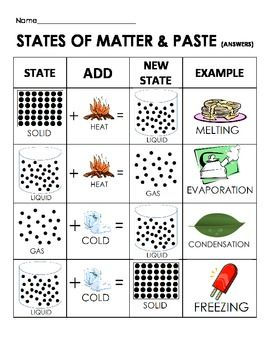 Name
STATES OF MATTER & PASTE (ANSWERS)
STATE ADD NEW STATE EXAMPLE
SOLID + HEAT = LIQUID MELTING
LIQUID + HEAT = GAS EVAPORATION
GAS + COLD = LIQUID CONDENSATION
LIQUID + COLD = SOLID FREEZING